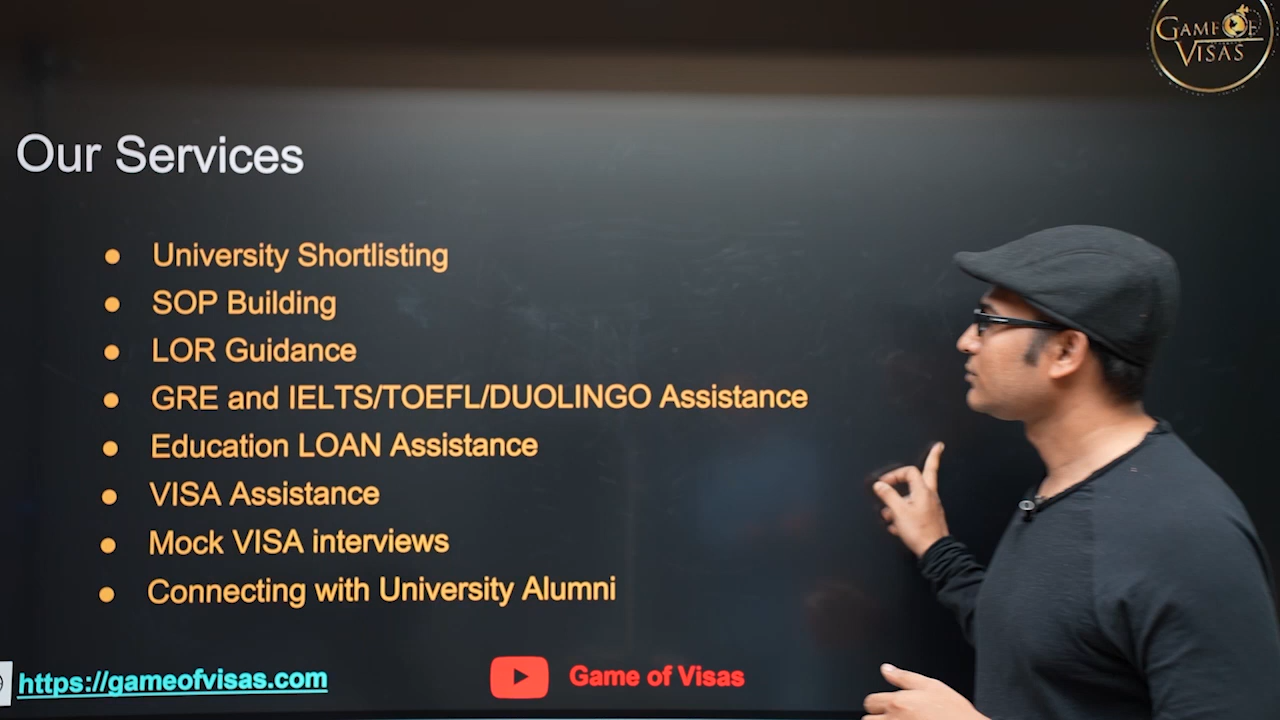 GAME OF
VISAS
Our Services
● University Shortlisting
● SOP Building
● LOR Guidance
● GRE and IELTS/TOEFL/DUOLINGO Assistance
● Education LOAN Assistance
● VISA Assistance
● Mock VISA interviews
● Connecting with University Alumni
https://gameofvisas.com
Game of Visas